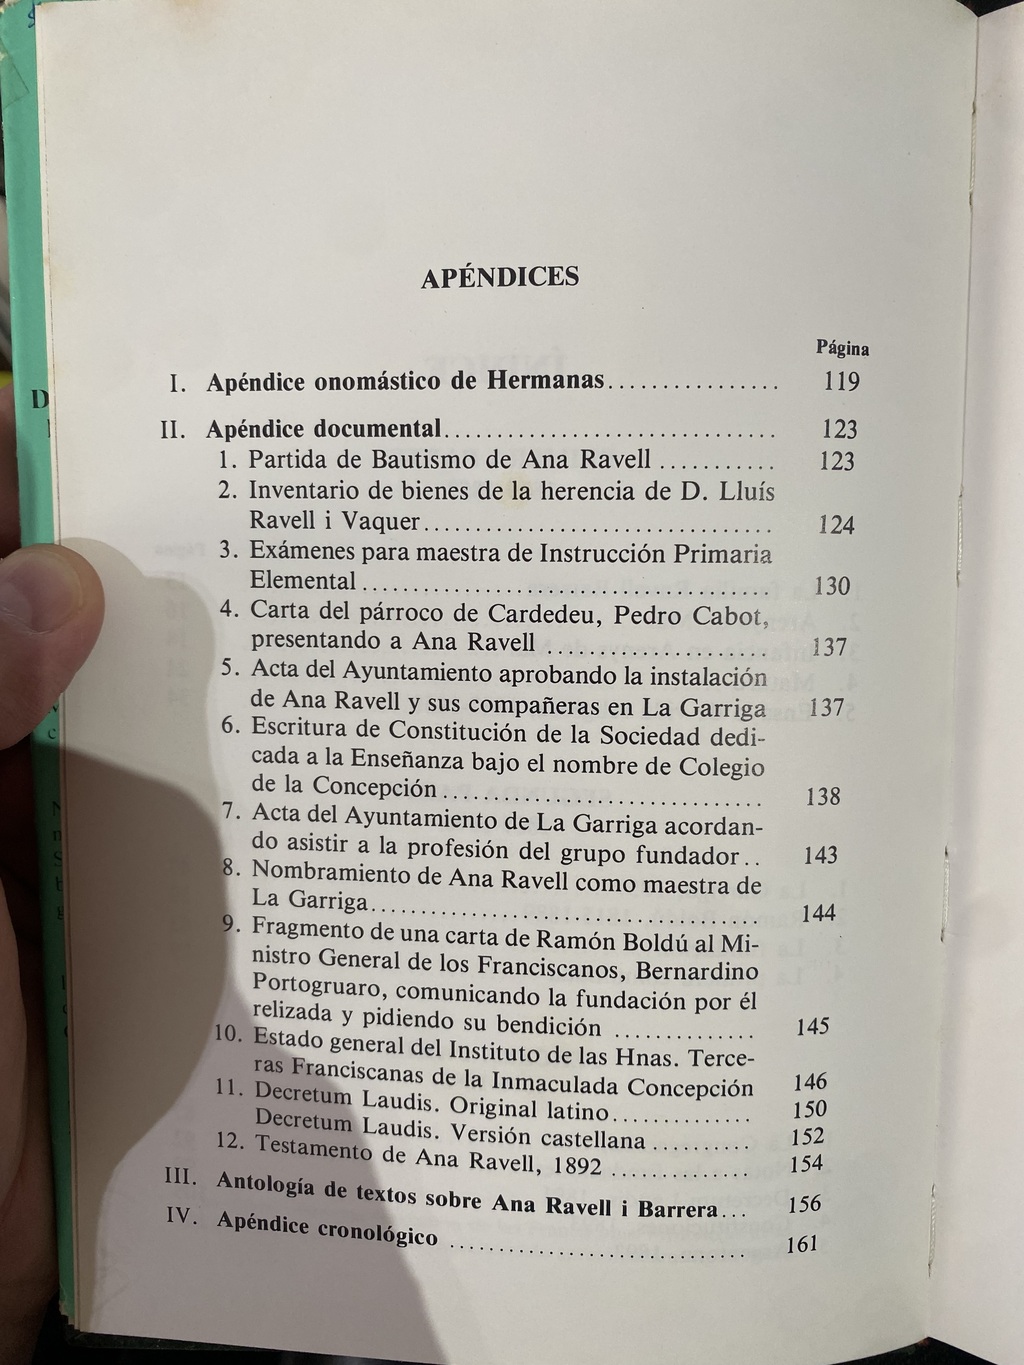 APÉNDICES
Página
I. Apéndice onomástico de Hermanas................ 119
II. Apéndice documental................................ 123
1. Partida de Bautismo de Ana Ravell ........... 123
2. Inventario de bienes de la herencia de D. Lluís
Ravell i Vaquer................................. 124
3. Exámenes para maestra de Instrucción Primaria
Elemental ....................................... 130
4. Carta del párroco de Cardedeu, Pedro Cabot,
presentando a Ana Ravell ..................... 137
5. Acta del Ayuntamiento aprobando la instalación
de Ana Ravell y sus compañeras en La Garriga 137
6. Escritura de Constitución de la Sociedad dedi-
cada a la Enseñanza bajo el nombre de Colegio
de la Concepción ............................... 138
7. Acta del Ayuntamiento de La Garriga acordan-
do asistir a la profesión del grupo fundador.. 143
8. Nombramiento de Ana Ravell como maestra de
La Garriga..................................... 144
9. Fragmento de una carta de Ramón Boldú al Mi-
nistro General de los Franciscanos, Bernardino
Portogruaro, comunicando la fundación por él
relizada y pidiendo su bendición .............. 145
10. Estado general del Instituto de las Hnas. Terce-
ras Franciscanas de la Inmaculada Concepción 146
11. Decretum Laudis. Original latino.............. 150
Decretum Laudis. Versión castellana .......... 152
12. Testamento de Ana Ravell, 1892 .............. 154
III. Antología de textos sobre Ana Ravell i Barrera... 156
IV. Apéndice cronológico .............................. 161